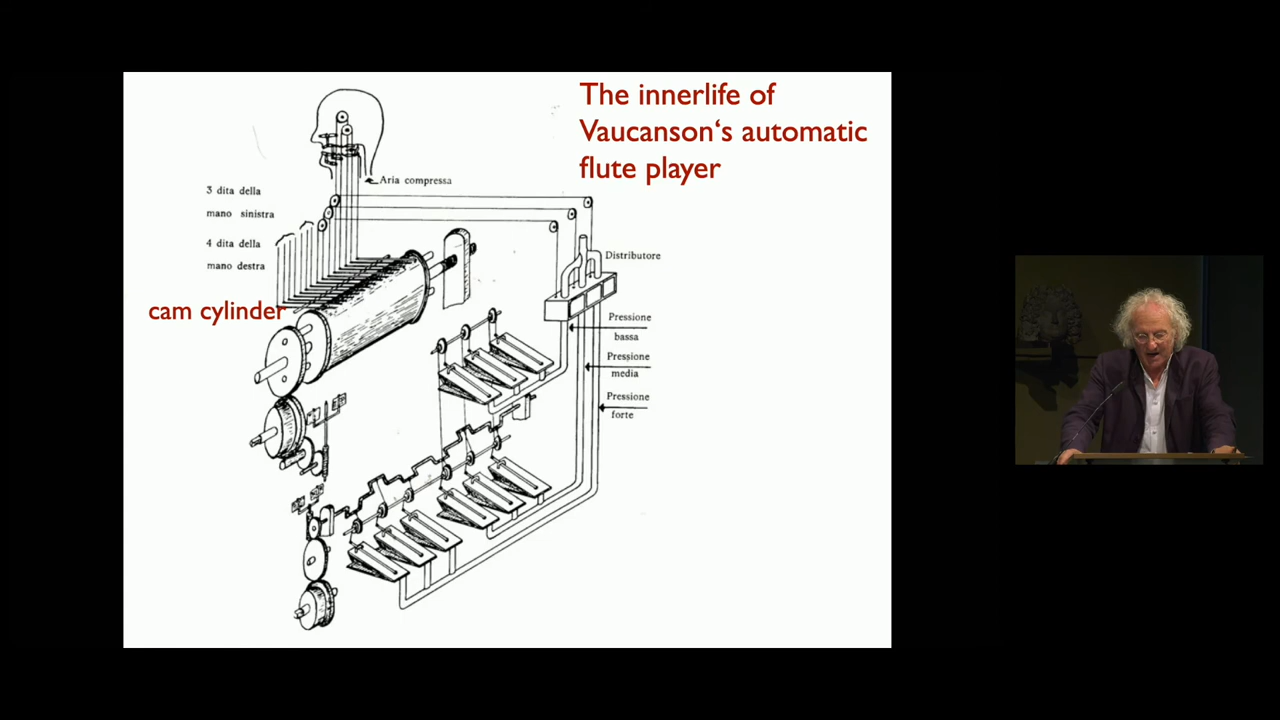 The innerlife of
Vaucanson‘s automatic
flute player
Aria compressa
3 dita della
mano sinistra
4 dita della
mano destra
Distributore
cam cylinder
Pressione
bassa
Pressione
media
Pressione
forte